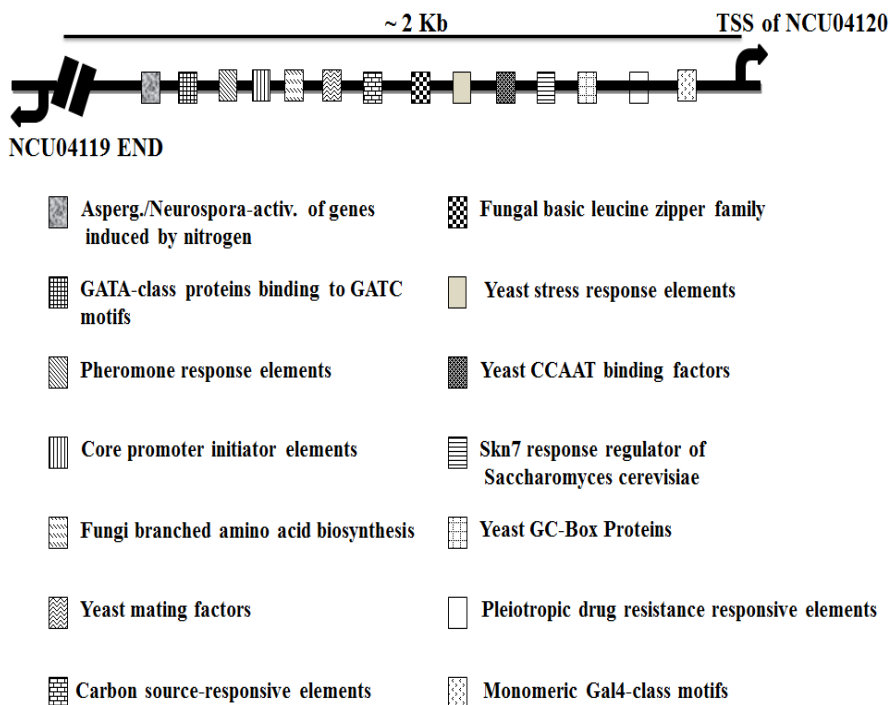 ~ 2 Kb
TSS of NCU04120
NCU04119 END
Asperg./Neurospora-activ. of genes
induced by nitrogen
Fungal basic leucine zipper family
GATA-class proteins binding to GATC
motifs
Yeast stress response elements
Pheromone response elements
Yeast CCAAT binding factors
Core promoter initiator elements
Skn7 response regulator of
Saccharomyces cerevisiae
Fungi branched amino acid biosynthesis
Yeast GC-Box Proteins
Yeast mating factors
Pleiotropic drug resistance responsive elements
Carbon source-responsive elements
Monomeric Gal4-class motifs